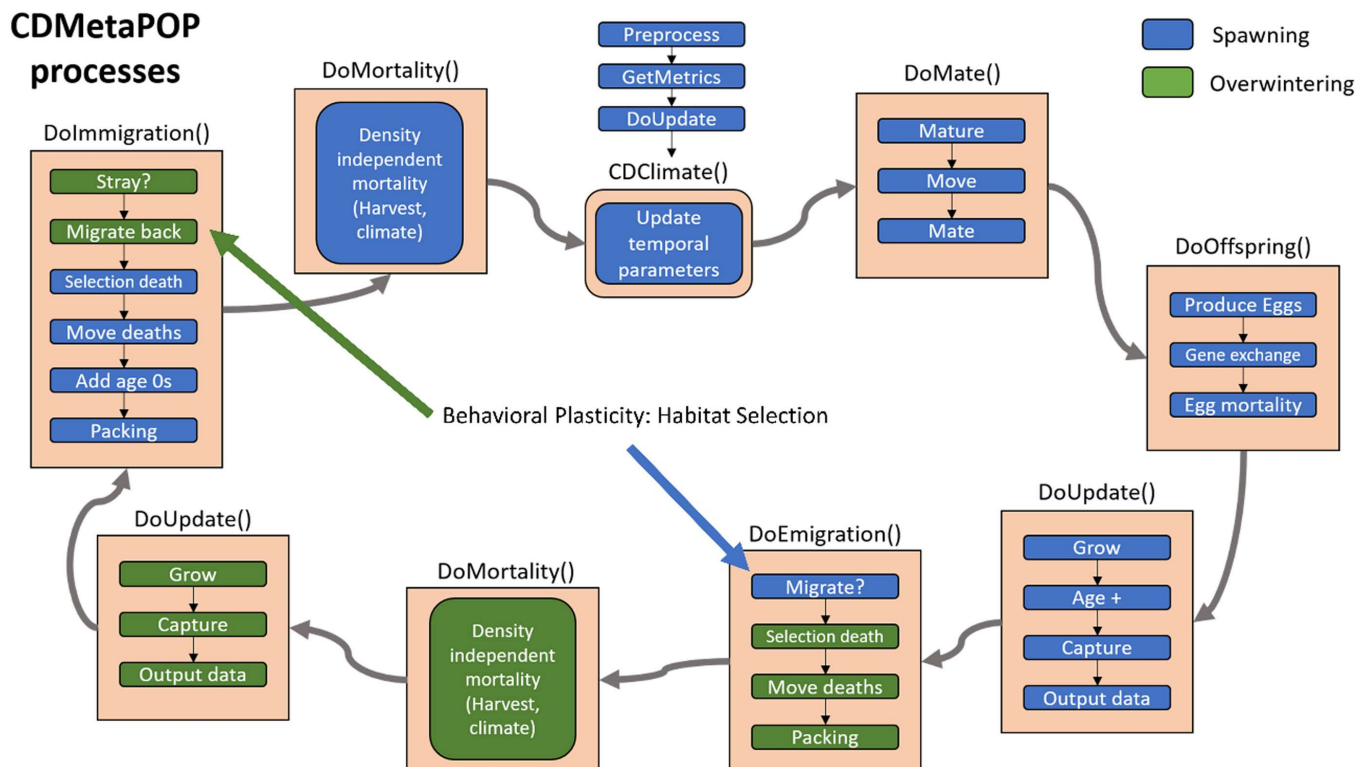 CDMetaPOP
processes
Preprocess
GetMetrics
DoUpdate
CDClimate()
Update
temporal
parameters
Spawning
Overwintering
DoMate()
Mature
Move
Mate
DoOffspring()
Produce Eggs
Gene exchange
Egg mortality
DoUpdate()
Grow
Age +
Capture
Output data
DoEmigration()
Migrate?
Selection death
Move deaths
Packing
DoMortality()
Density
independent
mortality
(Harvest,
climate)
DoUpdate()
Grow
Capture
Output data
DoImmigration()
Stray?
Migrate back
Selection death
Move deaths
Add age 0s
Packing
DoMortality()
Density
independent
mortality
(Harvest,
climate)
Behavioral Plasticity: Habitat Selection